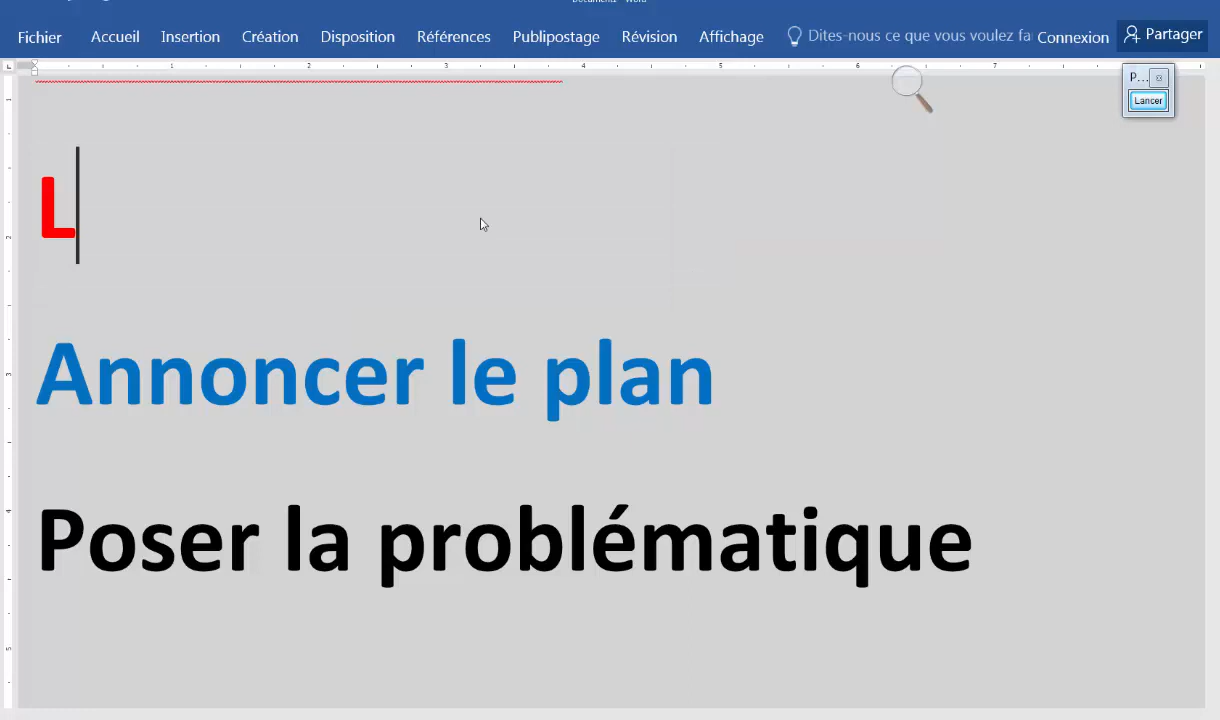 Fichier Accueil Insertion Création Disposition Références Publipostage Révision Affichage Dites-nous ce que vous voulez fai Connexion Partager
P... 
Lancer
L
Annoncer le plan
Poser la problématique